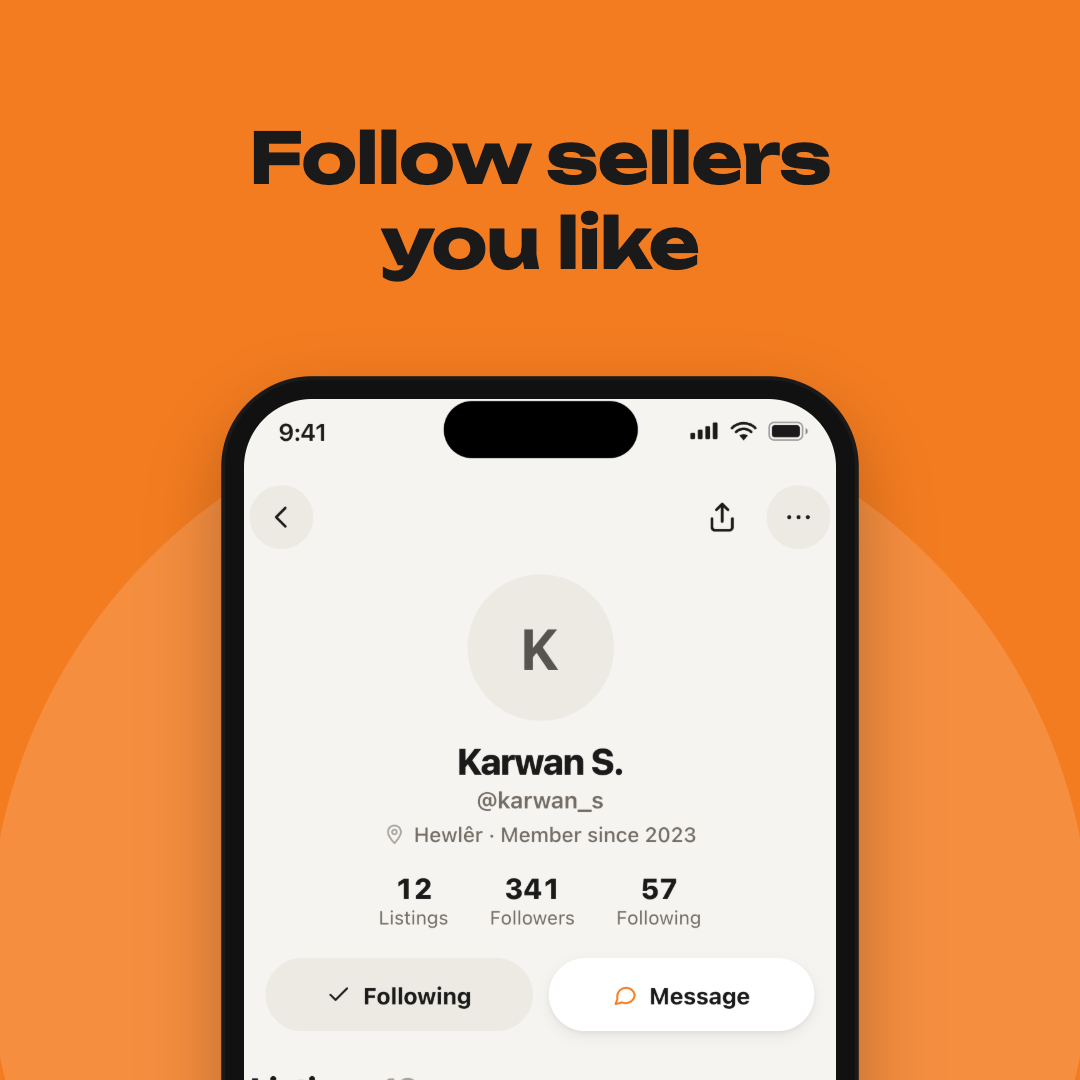 Follow sellers
you like
9:41
K
Karwan S.
@karwan_s
Hewlêr · Member since 2023
12 341 57
Listings Followers Following
Following Message